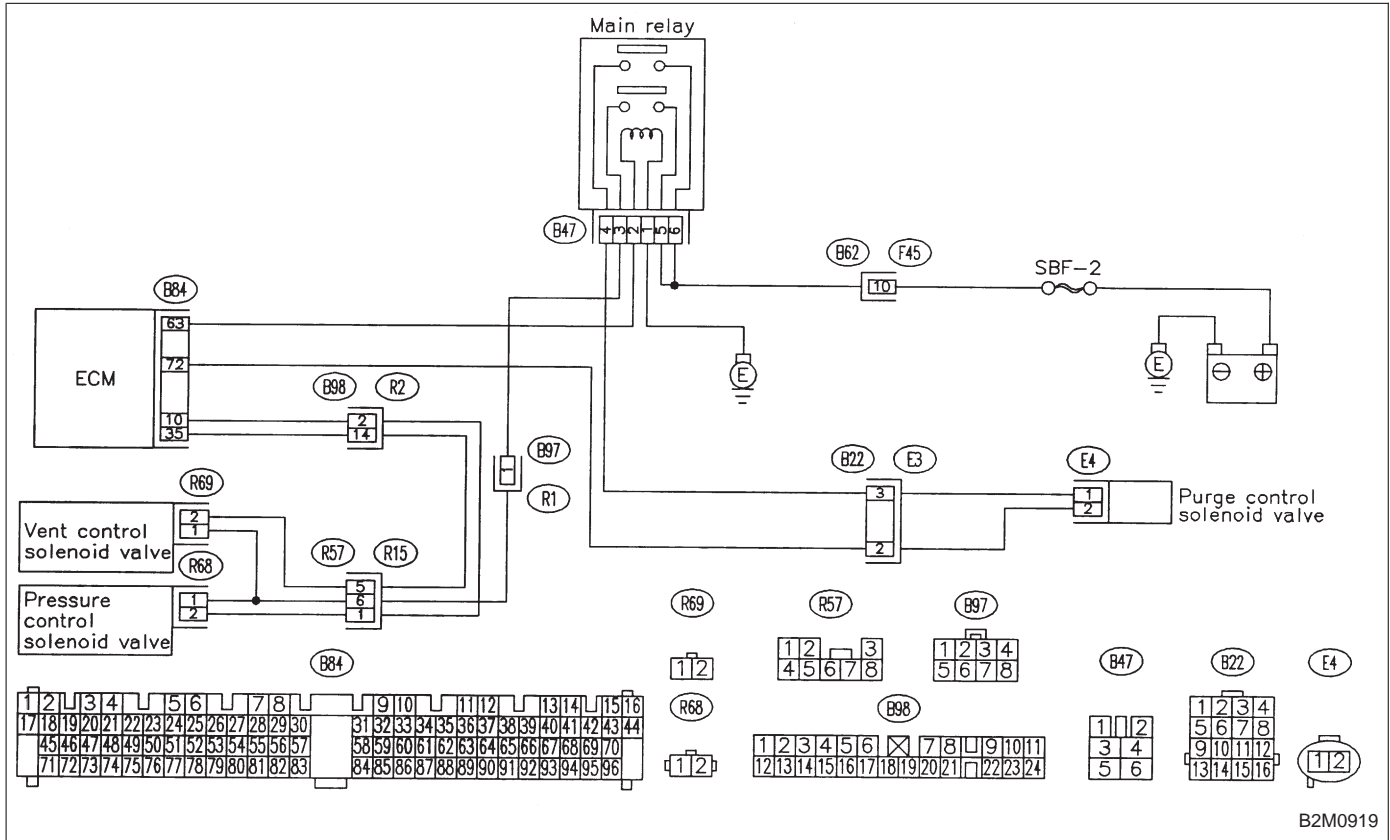 Main relay
B47
4 3 2 1 5 6
B62 F45
10
SBF-2
B84
63
72
10
35
ECM
E
E
⊖ ⊕
B98 R2
2
14
B97
1
R1
B22 E3
3
2
E4
1
2
Purge control
solenoid valve
R69
2
1
Vent control
solenoid valve
R68
1
2
Pressure
control
solenoid valve
R57 R15
5
6
1
R69
1 2
R57
1 2 3
4 5 6 7 8
B97
1 2 3 4
5 6 7 8
B47
1 2
3 4
5 6
B22
1 2 3 4
5 6 7 8
9 10 11 12
13 14 15 16
E4
1 2
B84
1 2 3 4 5 6 7 8 9 10 11 12 13 14 15 16
17 18 19 20 21 22 23 24 25 26 27 28 29 30 31 32 33 34 35 36 37 38 39 40 41 42 43 44
45 46 47 48 49 50 51 52 53 54 55 56 57 58 59 60 61 62 63 64 65 66 67 68 69 70
71 72 73 74 75 76 77 78 79 80 81 82 83 84 85 86 87 88 89 90 91 92 93 94 95 96
R68
1 2
B98
1 2 3 4 5 6 7 8 9 10 11
12 13 14 15 16 17 18 19 20 21 22 23 24
B2M0919